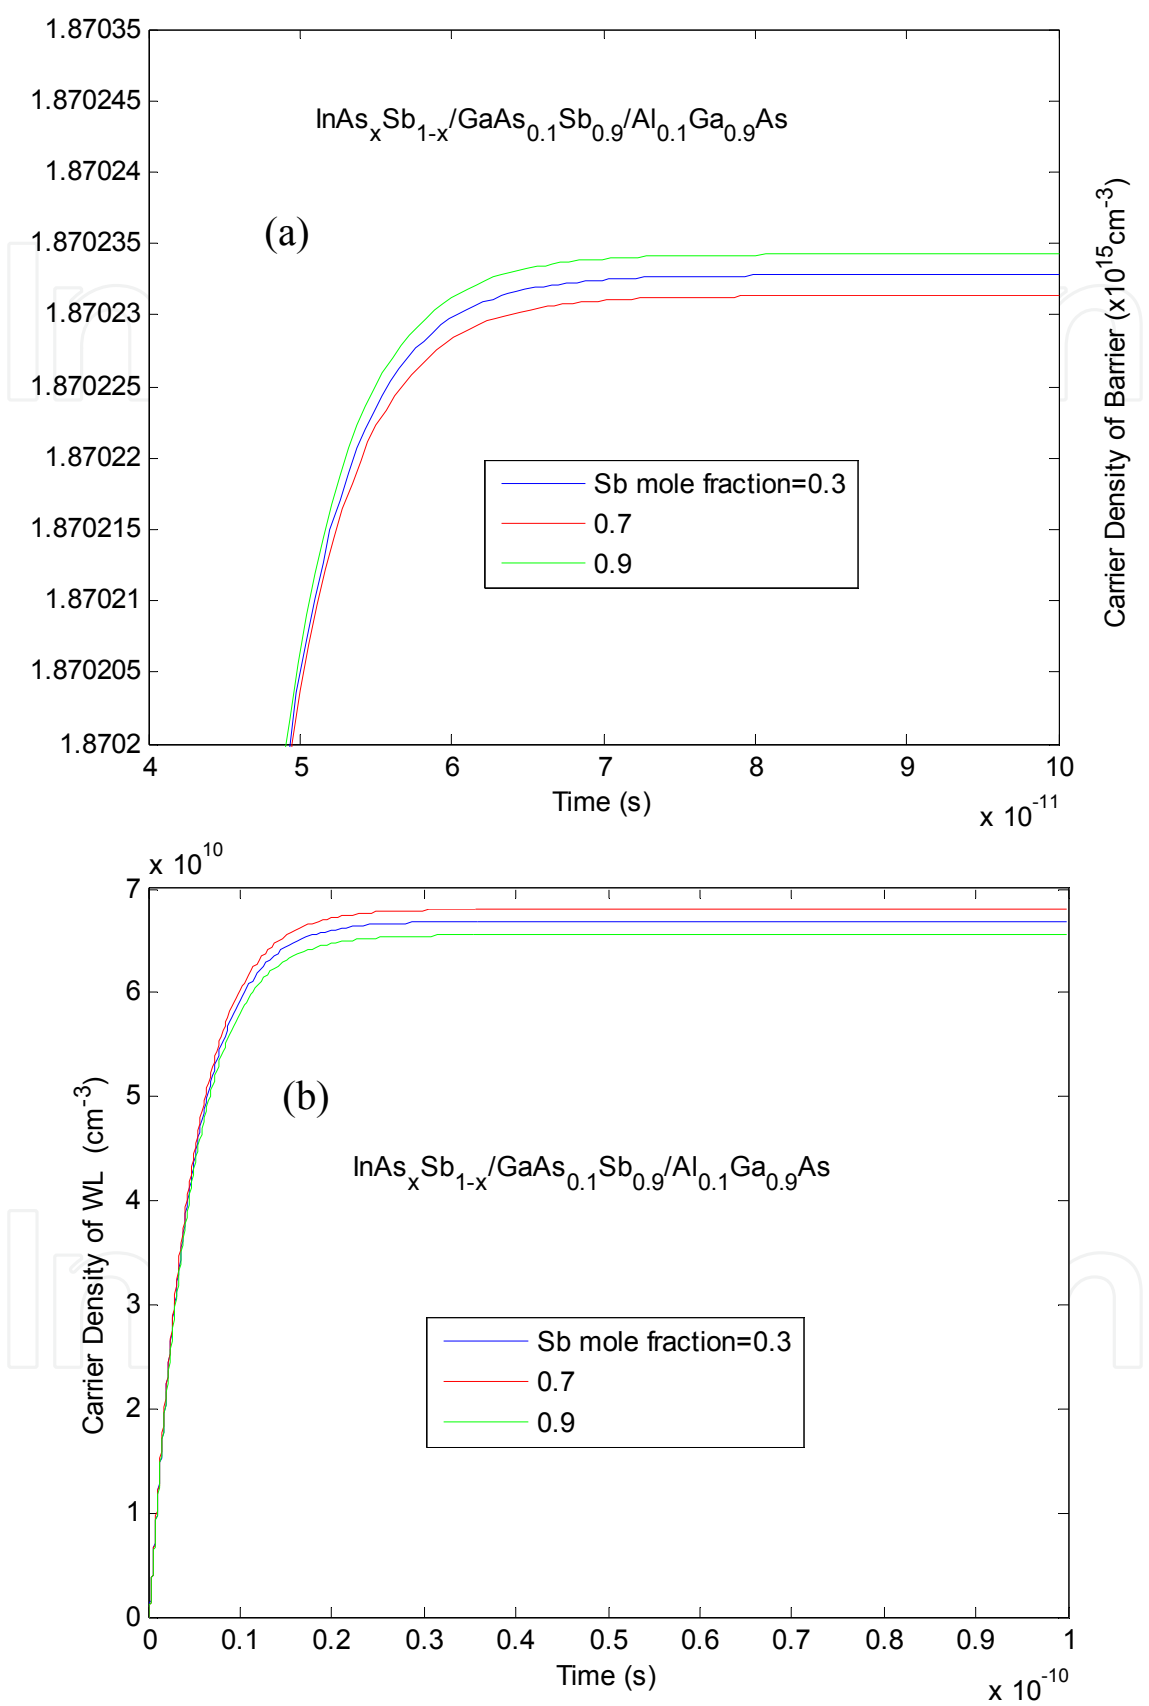 1.87035
1.870245
1.87024
1.870235
1.87023
1.870225
1.87022
1.870215
1.87021
1.870205
1.8702
InAsxSb1-x/GaAs0.1Sb0.9/Al0.1Ga0.9As
(a)
Sb mole fraction=0.3
0.7
0.9
Carrier Density of Barrier (x10^15cm^-3)
4 5 6 7 8 9 10
Time (s)
x 10^-11
x 10^10
7
6
5
4
3
2
1
0
Carrier Density of WL (cm^-3)
(b)
InAsxSb1-x/GaAs0.1Sb0.9/Al0.1Ga0.9As
Sb mole fraction=0.3
0.7
0.9
0 0.1 0.2 0.3 0.4 0.5 0.6 0.7 0.8 0.9 1
Time (s)
x 10^-10